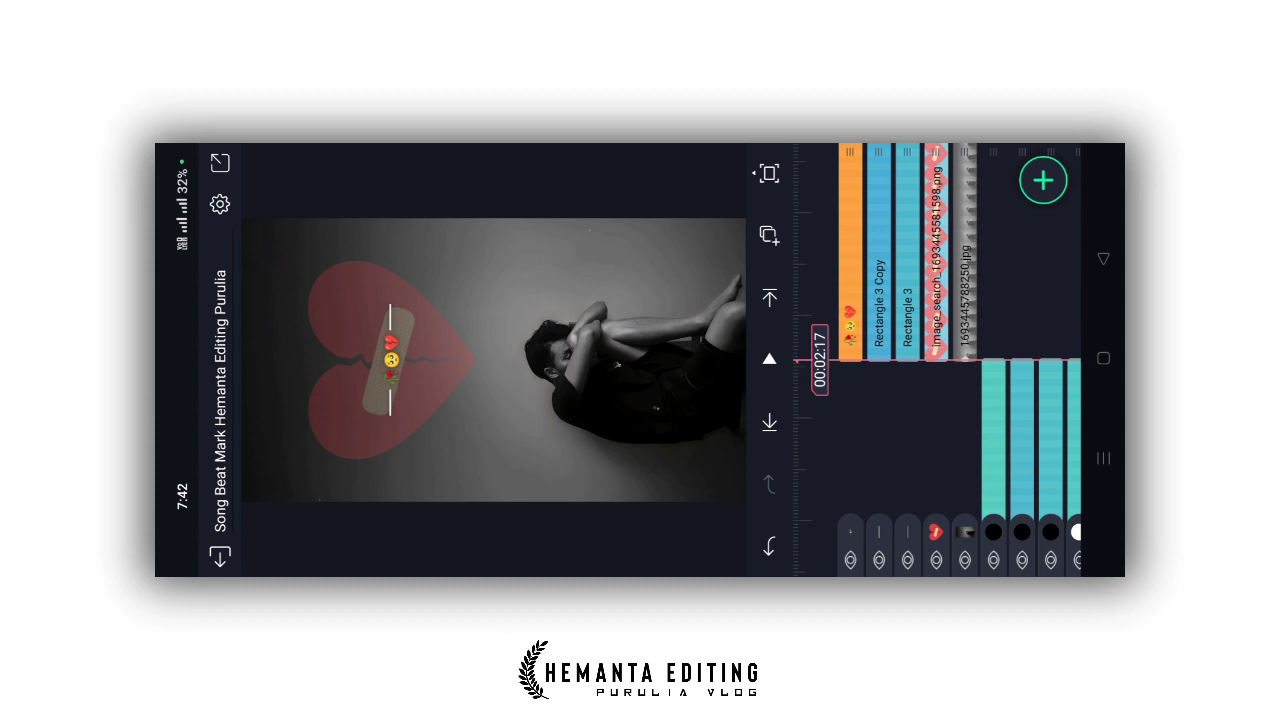 7:42
32%
Song Beat Mark Hemanta Editing Purulia
00:02:17
🥀🥺💔
Rectangle 3 Copy
Rectangle 3
image_search_1693445581598.png
1693445788250.jpg
HEMANTA EDITING
PURULIA VLOG